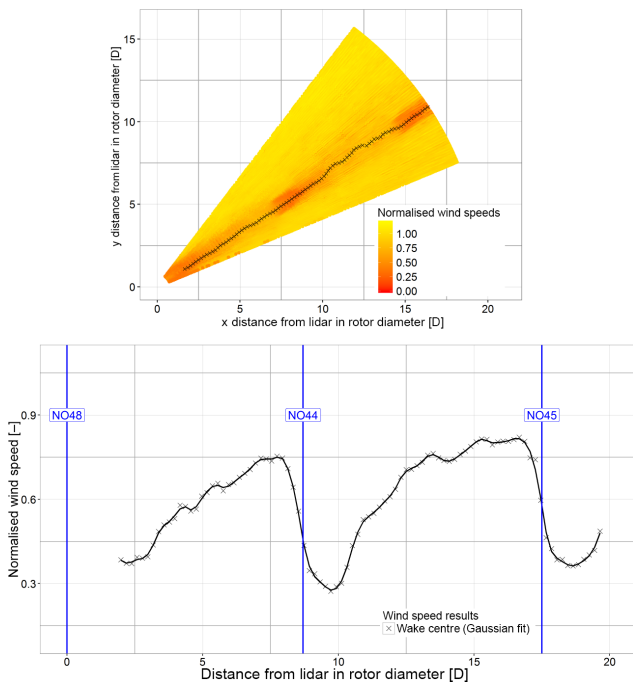 15
10
5
0
y distance from lidar in rotor diameter [D]
Normalised wind speeds
1.00
0.75
0.50
0.25
0.00
0 5 10 15 20
x distance from lidar in rotor diameter [D]
0.9
0.6
0.3
Normalised wind speed [–]
NO48 NO44 NO45
Wind speed results
Wake centre (Gaussian fit)
0 5 10 15 20
Distance from lidar in rotor diameter [D]